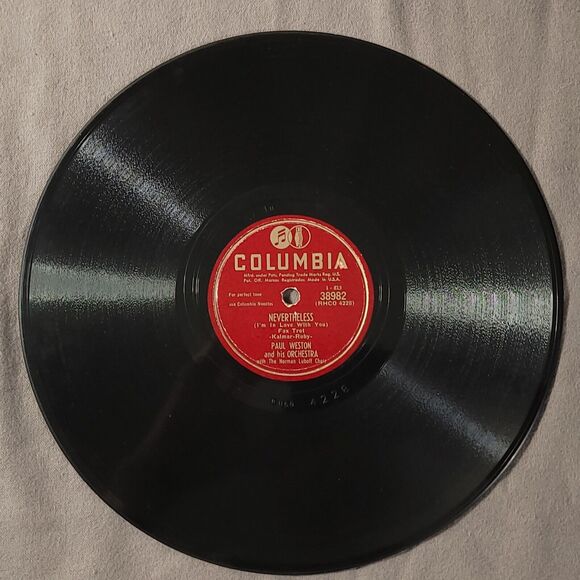 COLUMBIA
Mfrd. under Pats. Pending Trade Marks Reg. U.S.
Pat. Off. Marcas Registradas Made in U.S.A.
For perfect tone
use Columbia Needles
38982
(RHCO 4228)
NEVERTHELESS
(I'm In Love With You)
Fox Trot
-Kalmar-Ruby-
PAUL WESTON
and his ORCHESTRA
with The Norman Luboff Choir
4228